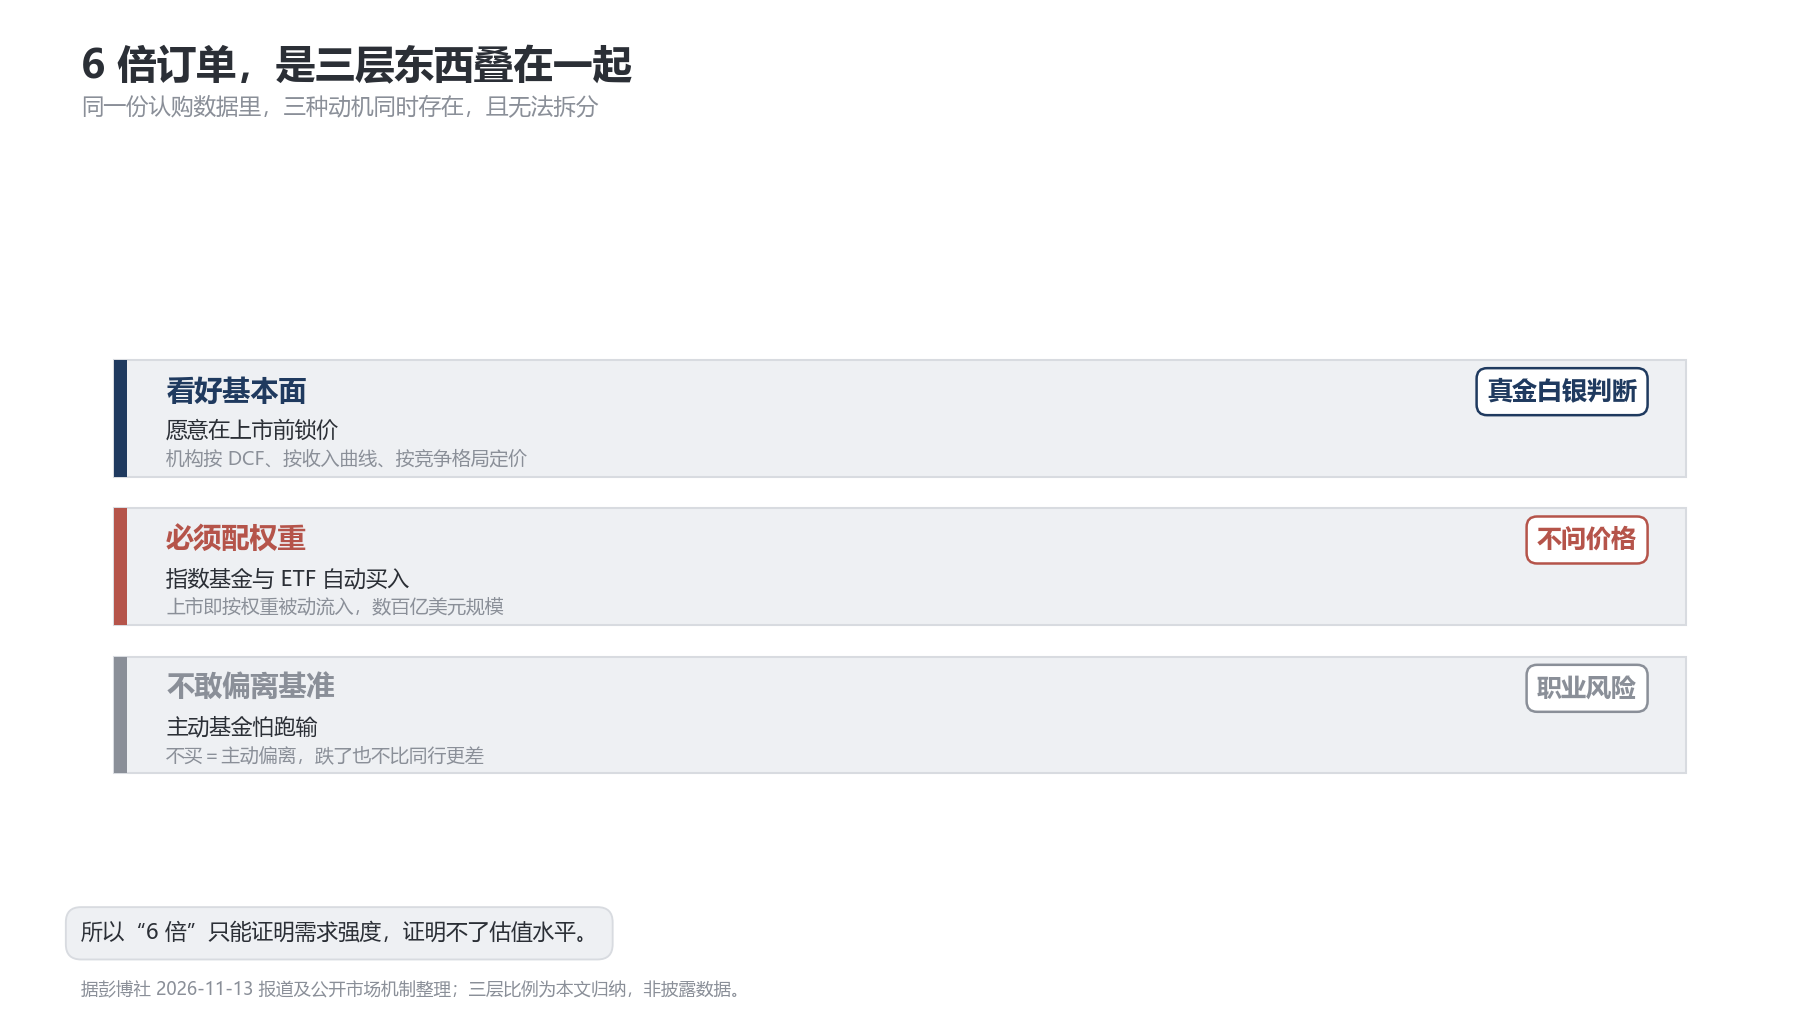 6 倍订单，是三层东西叠在一起
同一份认购数据里，三种动机同时存在，且无法拆分
看好基本面
真金白银判断
愿意在上市前锁价
机构按 DCF、按收入曲线、按竞争格局定价
必须配权重
不问价格
指数基金与 ETF 自动买入
上市即按权重被动流入，数百亿美元规模
不敢偏离基准
职业风险
主动基金怕跑输
不买＝主动偏离，跌了也不比同行更差
所以“6 倍”只能证明需求强度，证明不了估值水平。
据彭博社 2026-11-13 报道及公开市场机制整理；三层比例为本文归纳，非披露数据。